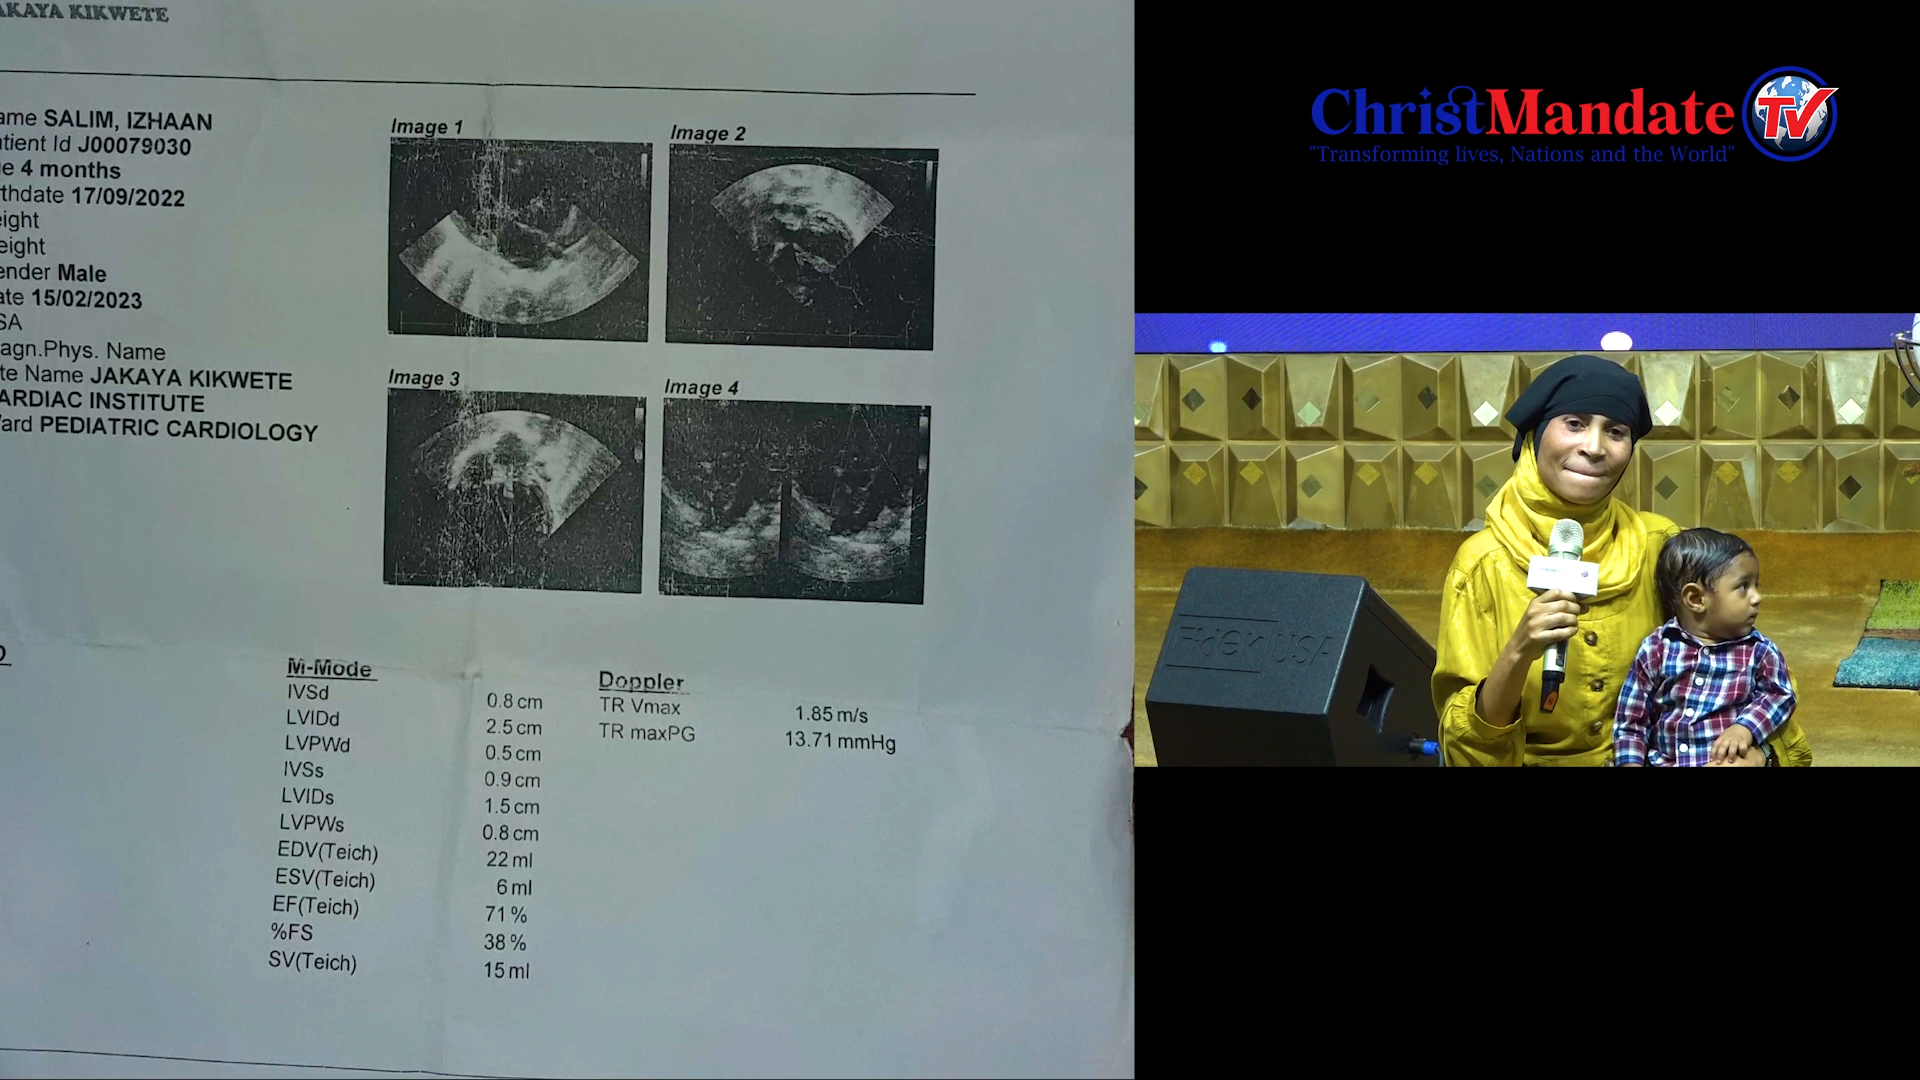 AKAYA KIKWETE
ame SALIM, IZHAAN
tient Id J00079030
e 4 months
rthdate 17/09/2022
eight
eight
ender Male
ate 15/02/2023
SA
agn.Phys. Name
te Name JAKAYA KIKWETE
ARDIAC INSTITUTE
ard PEDIATRIC CARDIOLOGY
Image 1
Image 2
Image 3
Image 4
M-Mode
IVSd 0.8 cm
LVIDd 2.5 cm
LVPWd 0.5 cm
IVSs 0.9 cm
LVIDs 1.5 cm
LVPWs 0.8 cm
EDV(Teich) 22 ml
ESV(Teich) 6 ml
EF(Teich) 71 %
%FS 38 %
SV(Teich) 15 ml
Doppler
TR Vmax 1.85 m/s
TR maxPG 13.71 mmHg
ChristMandate TV
"Transforming lives, Nations and the World"
Fidek USA